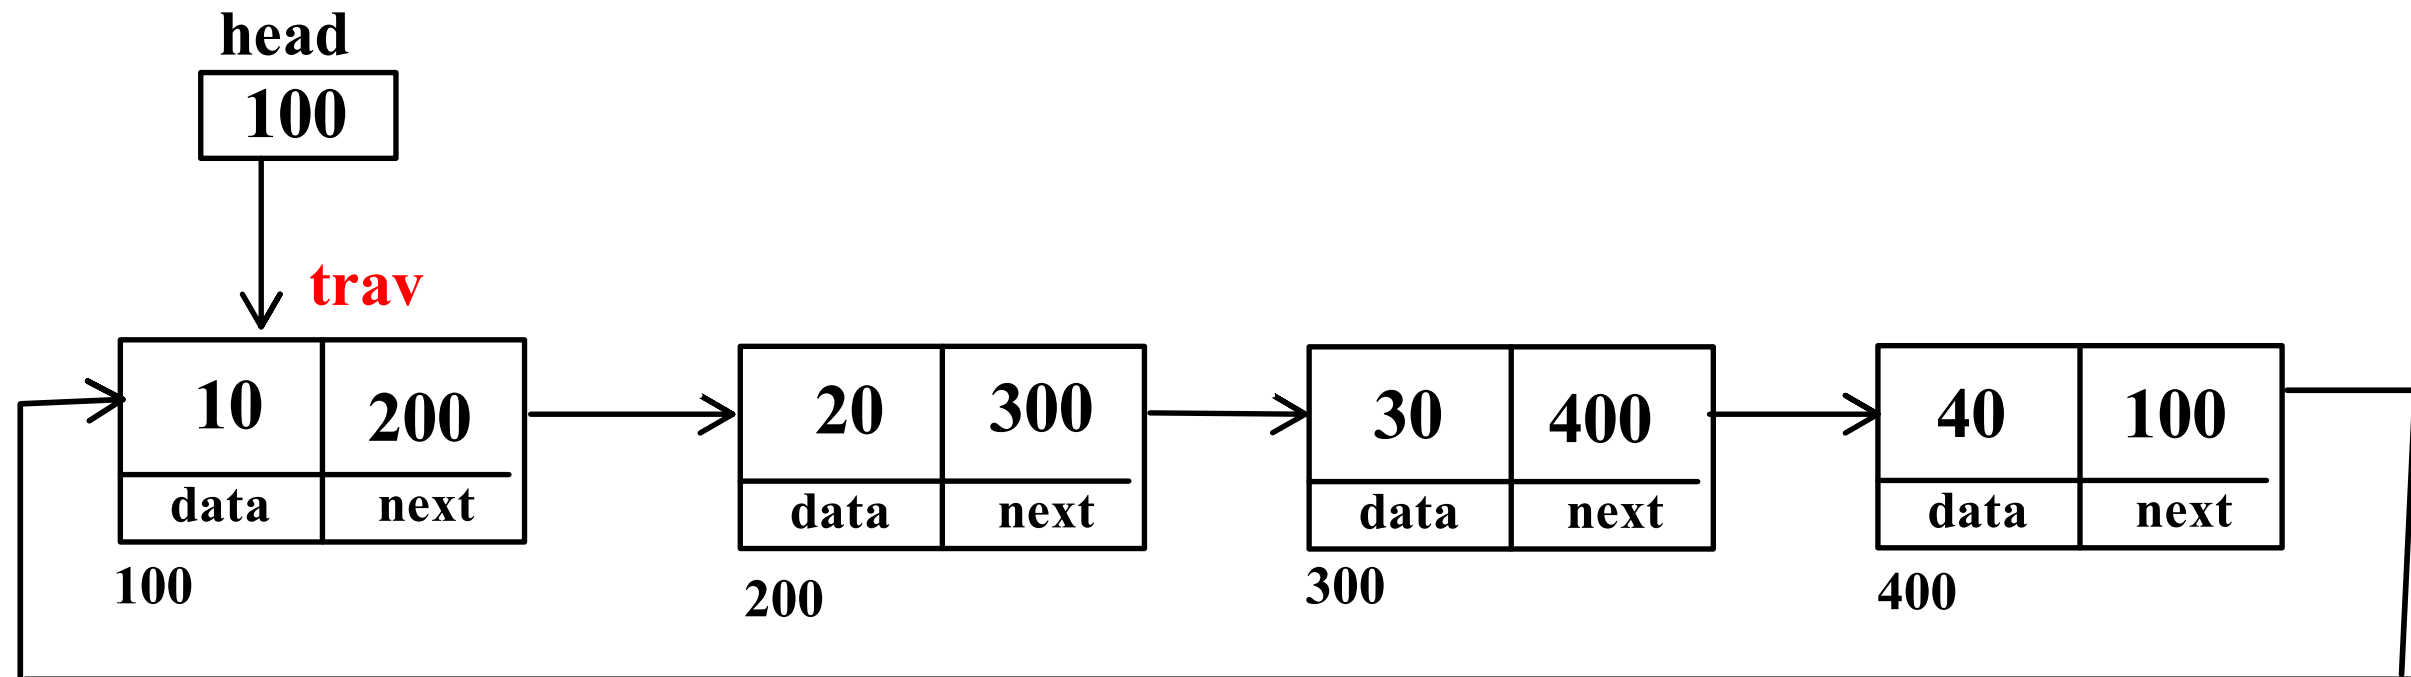 head
100
trav
10 200 20 300 30 400 40 100
data next data next data next data next
100 200 300 400